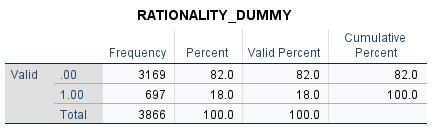 RATIONALITY_DUMMY
Frequency Percent Valid Percent Cumulative Percent
Valid .00 3169 82.0 82.0 82.0
1.00 697 18.0 18.0 100.0
Total 3866 100.0 100.0